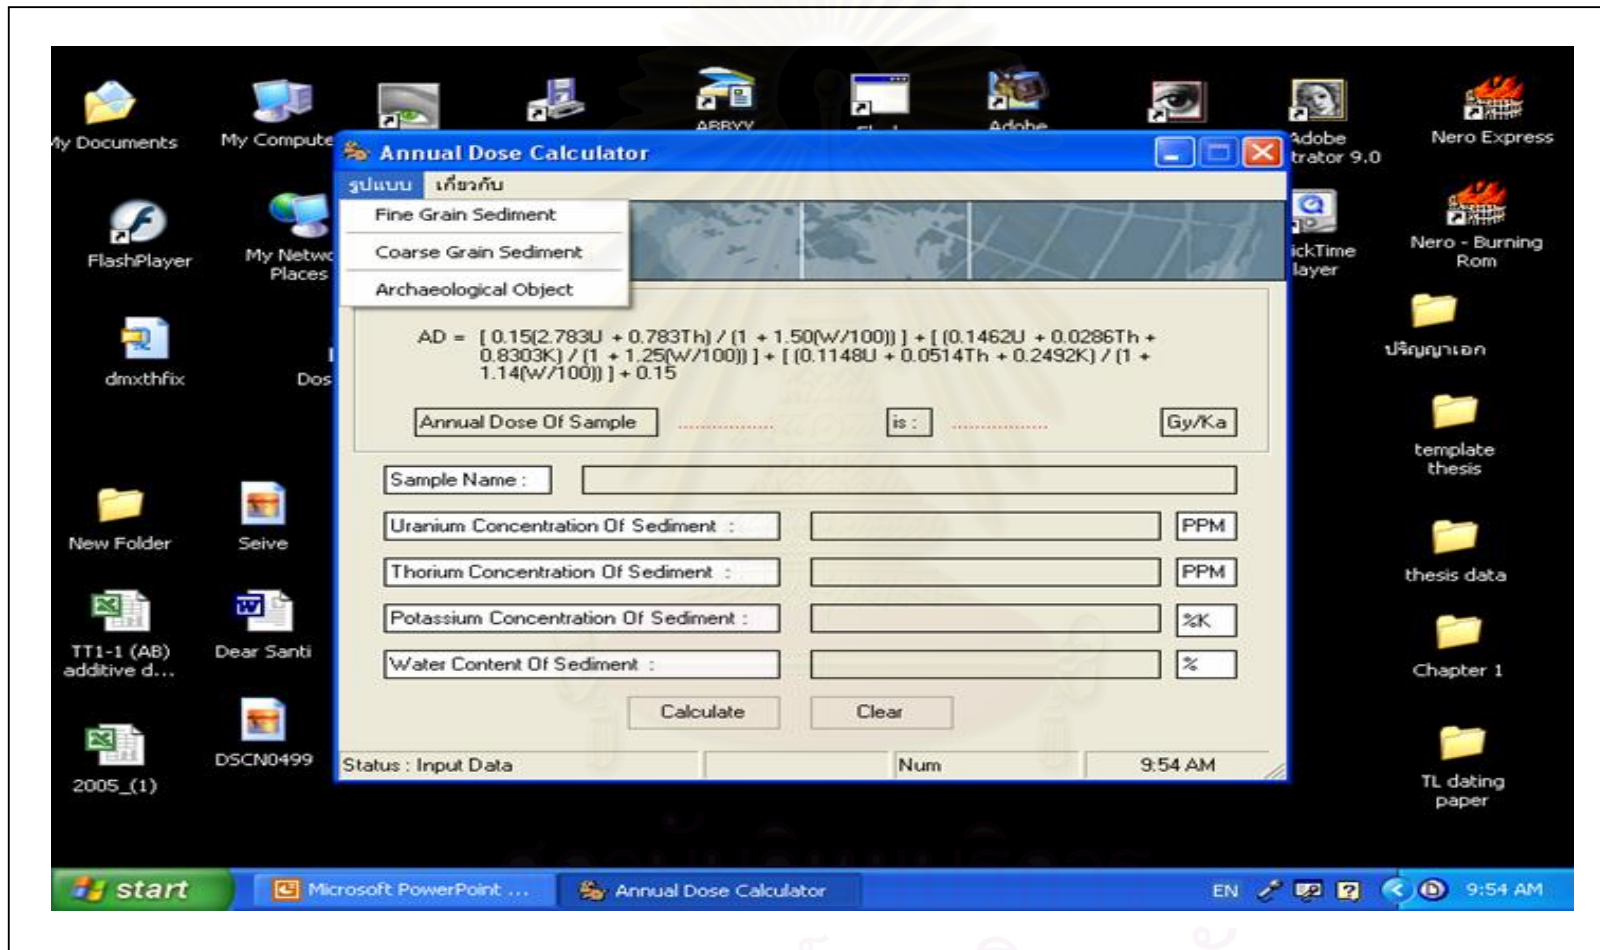 My Documents
My Compute
ABBYY
Adobe
Adobe
trator 9.0
Nero Express
Annual Dose Calculator
รูปแบบ เกี่ยวกับ
Fine Grain Sediment
Coarse Grain Sediment
Archaeological Object
FlashPlayer
My Netwo
Places
ickTime
layer
Nero - Burning
Rom
AD = [ 0.15(2.783U + 0.783Th) / (1 + 1.50(W/100)) ] + [ (0.1462U + 0.0286Th +
0.8303K) / (1 + 1.25(W/100)) ] + [ (0.1148U + 0.0514Th + 0.2492K) / (1 +
1.14(W/100)) ] + 0.15
dmxthfix
Dos
ปริญญาเอก
Annual Dose Of Sample
is :
Gy/Ka
template
thesis
Sample Name :
Uranium Concentration Of Sediment :
PPM
New Folder
Seive
Thorium Concentration Of Sediment :
PPM
thesis data
Potassium Concentration Of Sediment :
%K
TT1-1 (AB)
additive d...
Dear Santi
Water Content Of Sediment :
%
Chapter 1
Calculate
Clear
DSCN0499
Status : Input Data
Num
9:54 AM
2005_(1)
TL dating
paper
start
Microsoft PowerPoint ...
Annual Dose Calculator
EN
9:54 AM